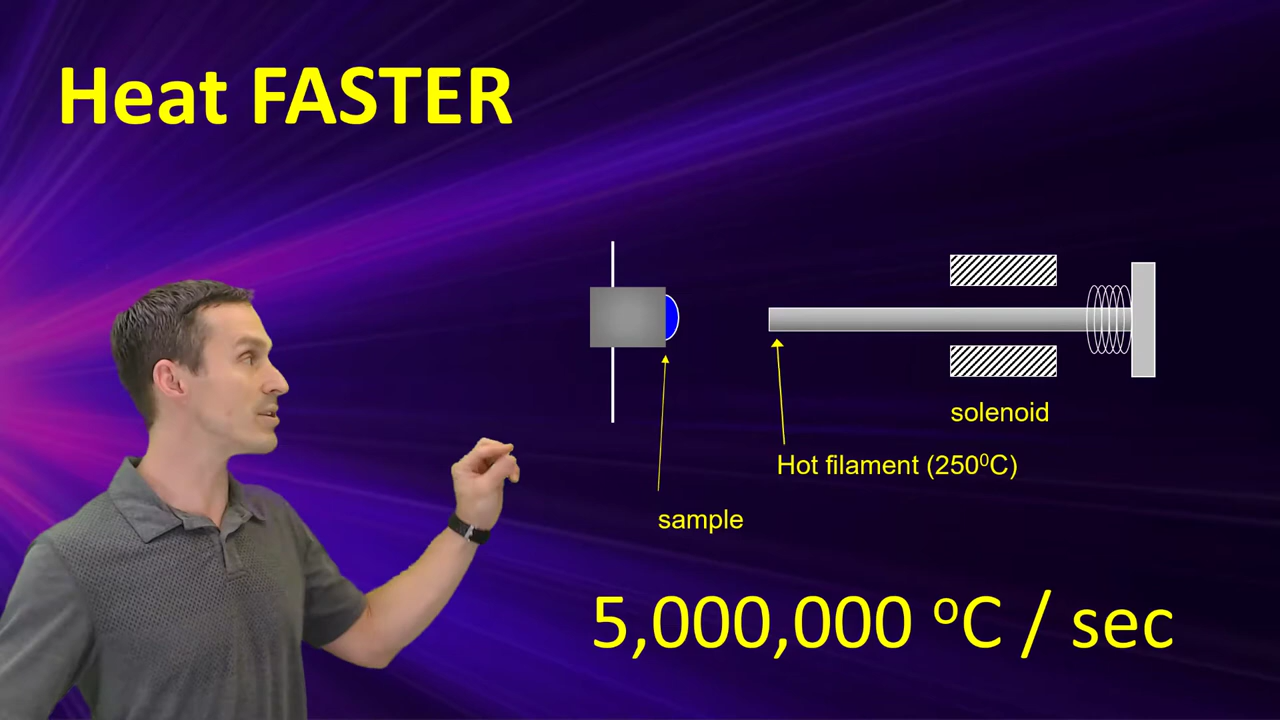 Heat FASTER
solenoid
Hot filament (250⁰C)
sample
5,000,000 ᵒC / sec